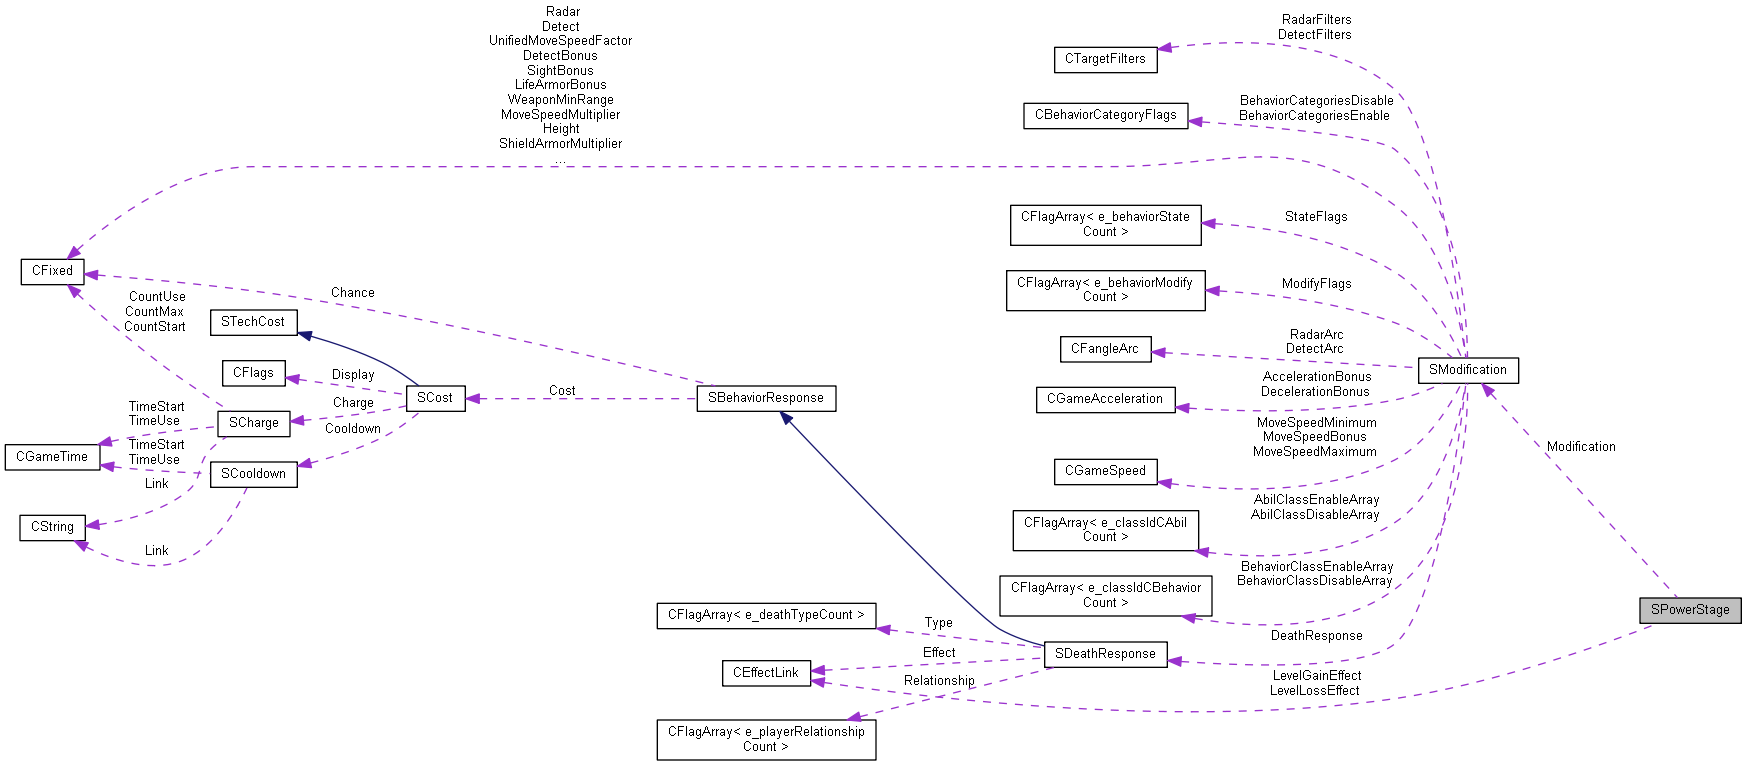 Radar
Detect
UnifiedMoveSpeedFactor
DetectBonus
SightBonus
LifeArmorBonus
WeaponMinRange
MoveSpeedMultiplier
Height
ShieldArmorMultiplier
...
RadarFilters
DetectFilters
CTargetFilters
BehaviorCategoriesDisable
BehaviorCategoriesEnable
CBehaviorCategoryFlags
CFlagArray< e_behaviorState
Count >
StateFlags
CFixed
CFlagArray< e_behaviorModify
Count >
ModifyFlags
Chance
CountUse
CountMax
CountStart
STechCost
RadarArc
DetectArc
CFangleArc
SModification
CFlags
Display
AccelerationBonus
DecelerationBonus
CGameAcceleration
Cost
SCost
SBehaviorResponse
Charge
TimeStart
TimeUse
SCharge
Cooldown
MoveSpeedMinimum
MoveSpeedBonus
MoveSpeedMaximum
Modification
CGameTime
TimeStart
TimeUse
SCooldown
CGameSpeed
Link
AbilClassEnableArray
AbilClassDisableArray
CString
CFlagArray< e_classIdCAbil
Count >
Link
BehaviorClassEnableArray
BehaviorClassDisableArray
CFlagArray< e_classIdCBehavior
Count >
SPowerStage
CFlagArray< e_deathTypeCount >
Type
DeathResponse
Effect
SDeathResponse
CEffectLink
Relationship
LevelGainEffect
LevelLossEffect
CFlagArray< e_playerRelationship
Count >